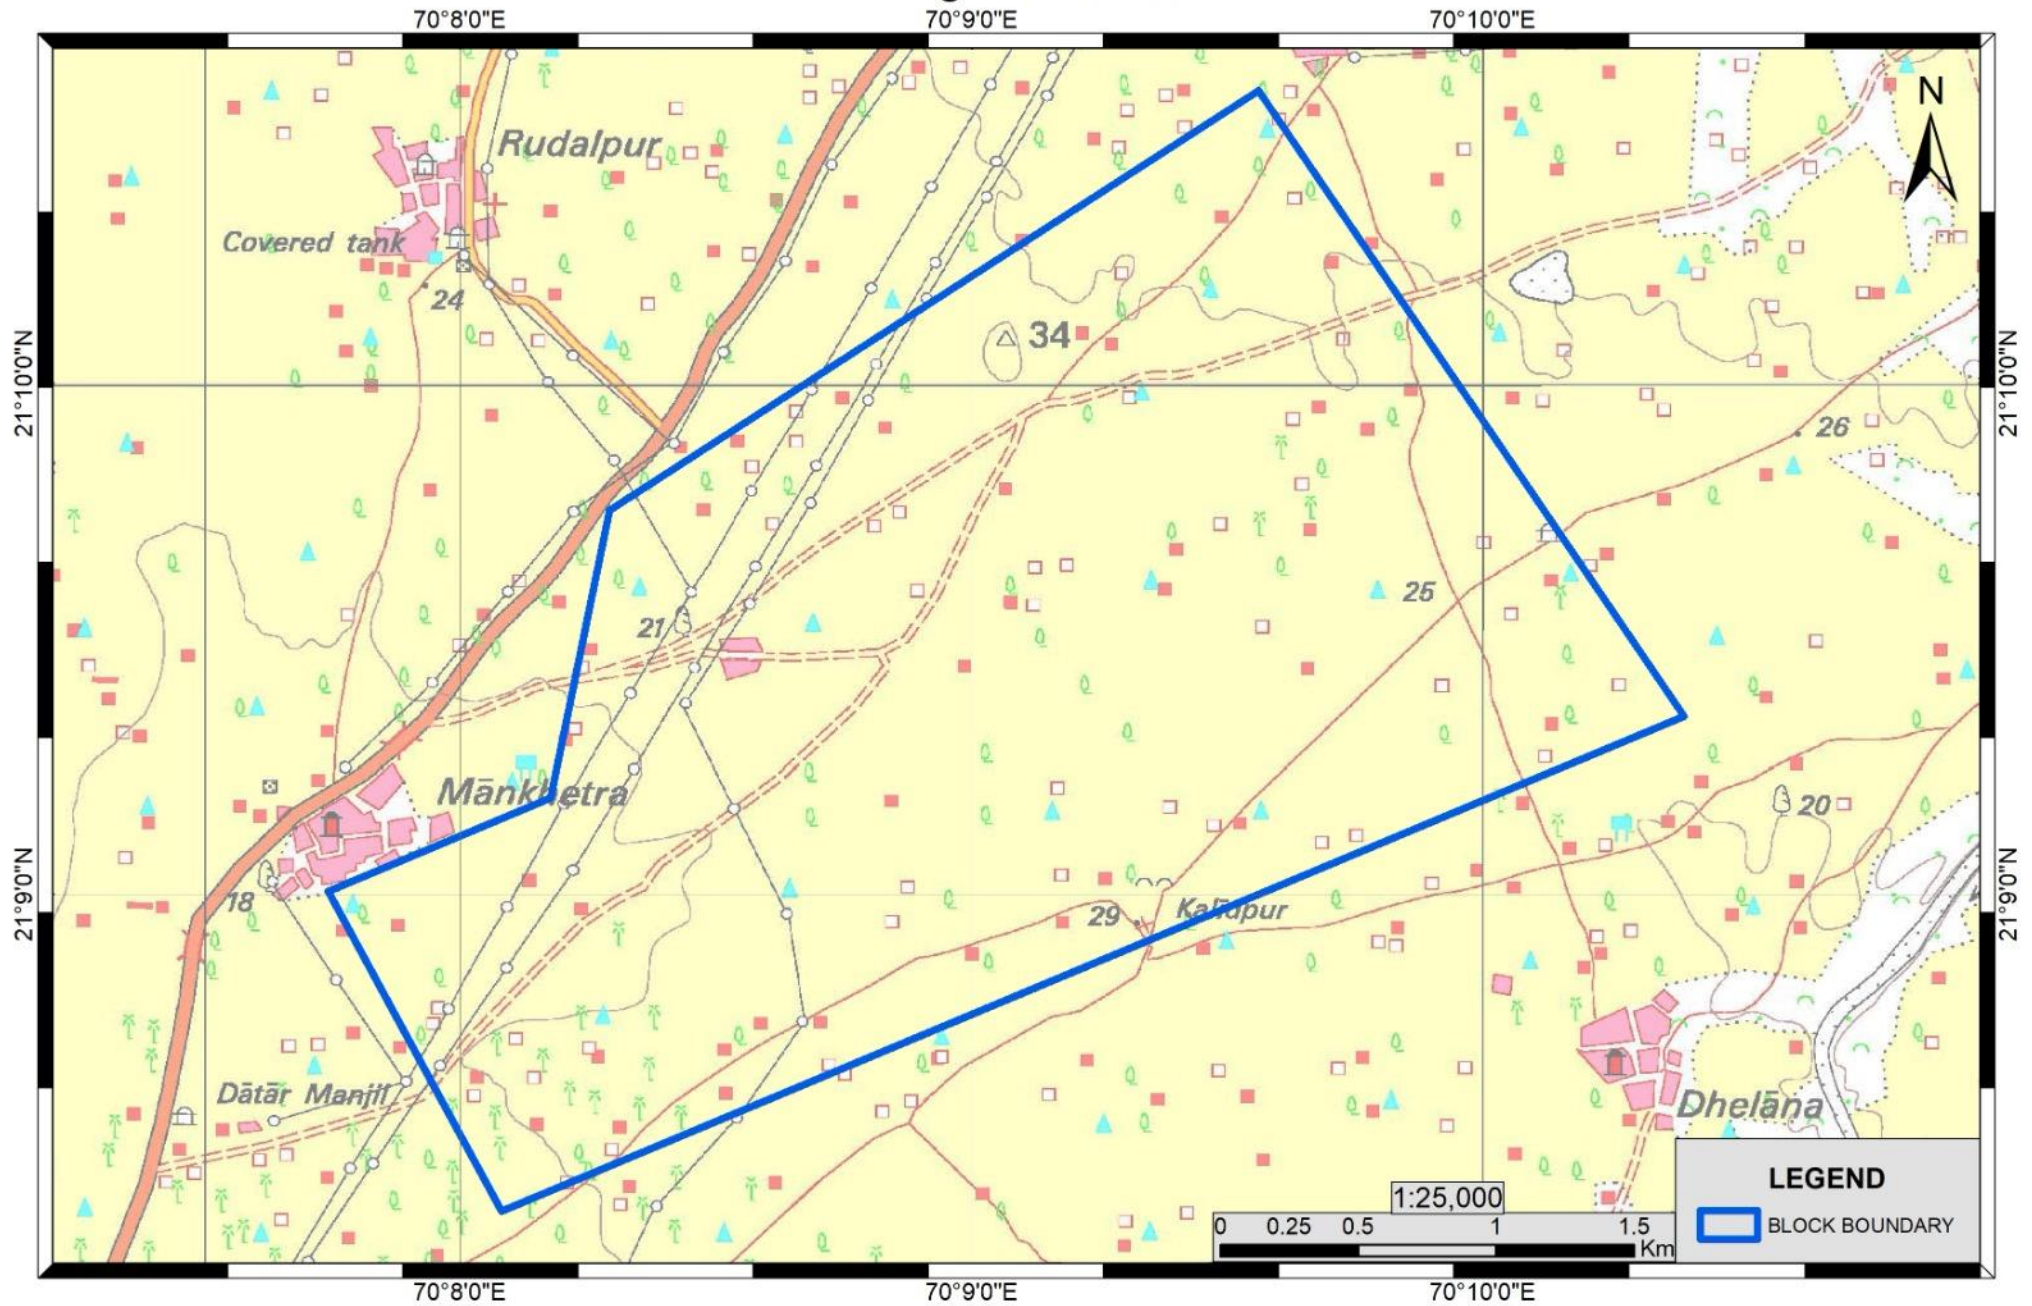 70°8'0"E 70°9'0"E 70°10'0"E
N
Rudalpur
Covered tank
24
34
21°10'0"N
21°10'0"N
26
25
21
Mānkhetra
20
18
21°9'0"N
21°9'0"N
29 Kalidpur
Dātār Manjil
Dhelāna
LEGEND
BLOCK BOUNDARY
1:25,000
0 0.25 0.5 1 1.5
Km
70°8'0"E 70°9'0"E 70°10'0"E